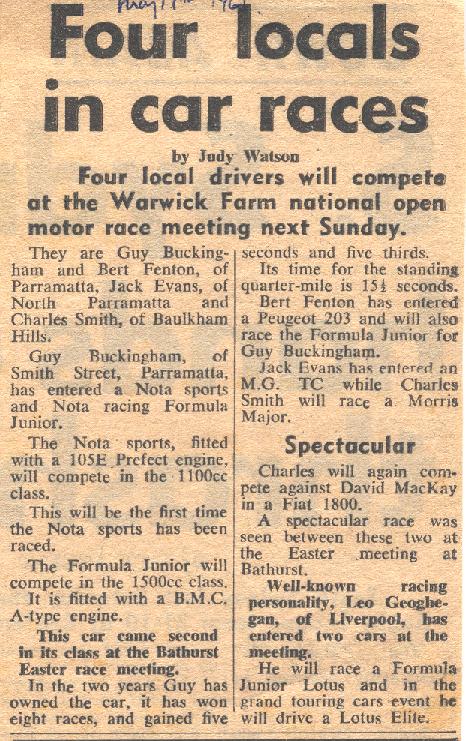 May 196
Four locals
in car races
by Judy Watson
Four local drivers will compete
at the Warwick Farm national open
motor race meeting next Sunday.
They are Guy Bucking-
ham and Bert Fenton, of
Parramatta, Jack Evans, of
North Parramatta and
Charles Smith, of Baulkham
Hills.
Guy Buckingham, of
Smith Street, Parramatta,
has entered a Nota sports
and Nota racing Formula
Junior.
The Nota sports, fitted
with a 105E Prefect engine,
will compete in the 1100cc
class.
This will be the first time
the Nota sports has been
raced.
The Formula Junior will
compete in the 1500cc class.
It is fitted with a B.M.C.
A-type engine.
This car came second
in its class at the Bathurst
Easter race meeting.
In the two years Guy has
owned the car, it has won
eight races, and gained five
seconds and five thirds.
Its time for the standing
quarter-mile is 15½ seconds.
Bert Fenton has entered
a Peugeot 203 and will also
race the Formula Junior for
Guy Buckingham.
Jack Evans has entered an
M.G. TC while Charles
Smith will race a Morris
Major.
Spectacular
Charles will again com-
pete against David MacKay
in a Fiat 1800.
A spectacular race was
seen between these two at
the Easter meeting at
Bathurst.
Well-known racing
personality, Leo Geoghe-
gan, of Liverpool, has
entered two cars at the
meeting.
He will race a Formula
Junior Lotus and in the
grand touring cars event he
will drive a Lotus Elite.